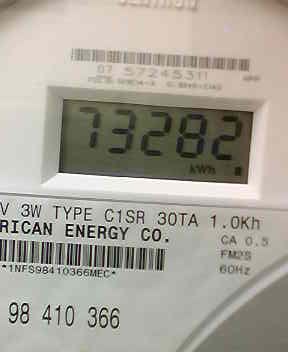 07 57245311
73282
kWh
V 3W TYPE C1SR 30TA 1.0Kh
RICAN ENERGY CO.
CA 0.5
FM2S
60Hz
*1NFS98410366MEC*
98 410 366